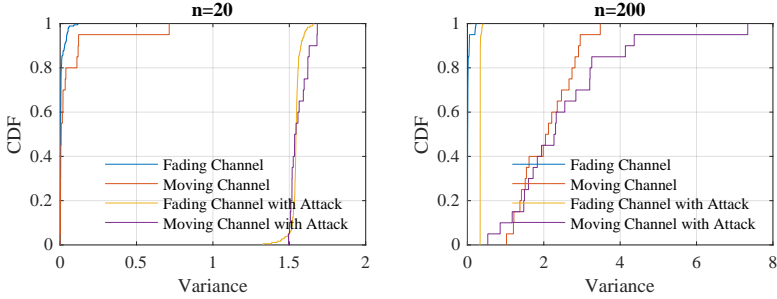 n=20
1
0.8
0.6
0.4
0.2
0
CDF
Fading Channel
Moving Channel
Fading Channel with Attack
Moving Channel with Attack
0 0.5 1 1.5 2
Variance
n=200
1
0.8
0.6
0.4
0.2
0
CDF
Fading Channel
Moving Channel
Fading Channel with Attack
Moving Channel with Attack
0 2 4 6 8
Variance